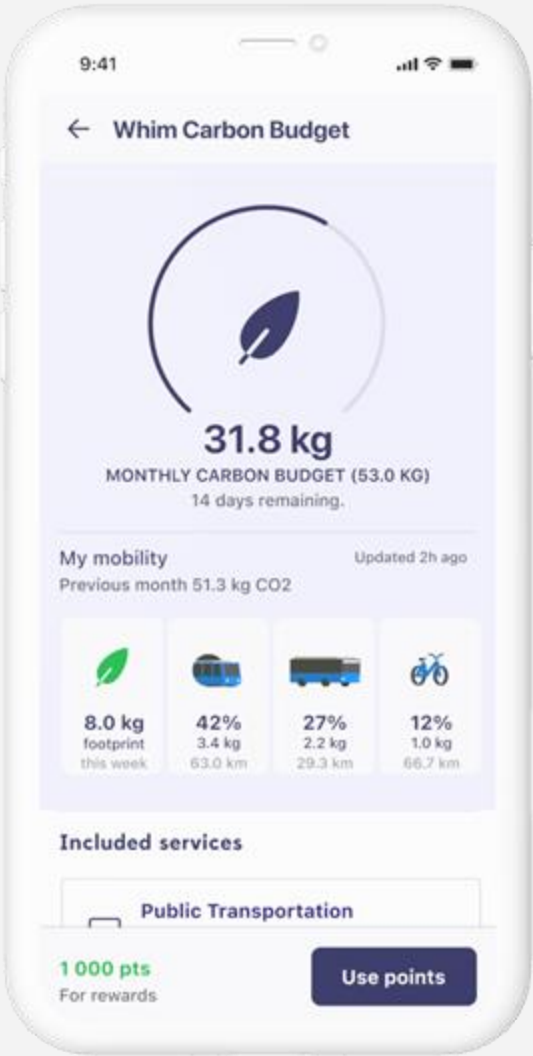 9:41
Whim Carbon Budget
31.8 kg
MONTHLY CARBON BUDGET (53.0 KG)
14 days remaining.
My mobility
Updated 2h ago
Previous month 51.3 kg CO2
8.0 kg
footprint
this week
42%
3.4 kg
63.0 km
27%
2.2 kg
29.3 km
12%
1.0 kg
66.7 km
Included services
Public Transportation
1 000 pts
For rewards
Use points